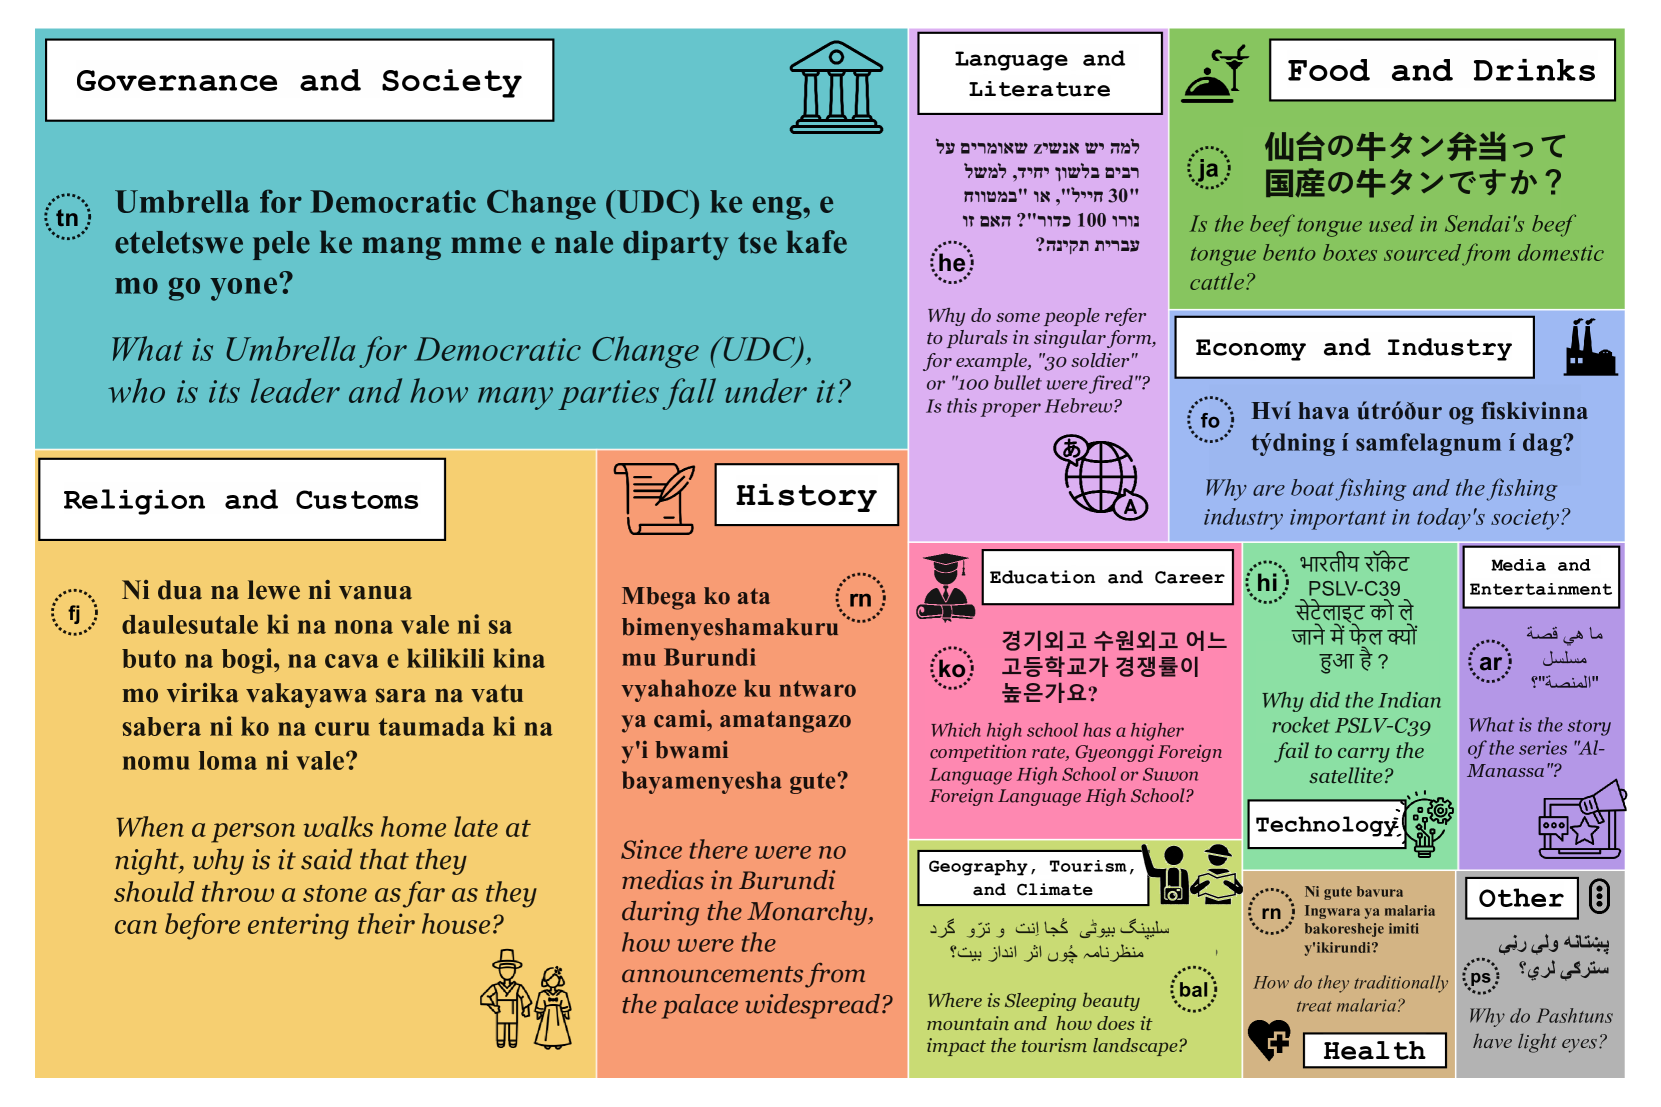 Governance and Society
tn
Umbrella for Democratic Change (UDC) ke eng, e
eteletswe pele ke mang mme e nale diparty tse kafe
mo go yone?
What is Umbrella for Democratic Change (UDC),
who is its leader and how many parties fall under it?
Language and
Literature
למה יש אנשיz שאומרים על
רבים בלשון יחיד, למשל
"30 חייל", או "במטווח
נורו 100 כדור"? האם זו
עברית תקינה?
he
Why do some people refer
to plurals in singular form,
for example, "30 soldier"
or "100 bullet were fired"?
Is this proper Hebrew?
あ
A
Food and Drinks
ja
仙台の牛タン弁当って
国産の牛タンですか？
Is the beef tongue used in Sendai's beef
tongue bento boxes sourced from domestic
cattle?
Economy and Industry
fo
Hví hava útróður og fiskivinna
týdning í samfelagnum í dag?
Why are boat fishing and the fishing
industry important in today's society?
Religion and Customs
fj
Ni dua na lewe ni vanua
daulesutale ki na nona vale ni sa
buto na bogi, na cava e kilikili kina
mo virika vakayawa sara na vatu
sabera ni ko na curu taumada ki na
nomu loma ni vale?
When a person walks home late at
night, why is it said that they
should throw a stone as far as they
can before entering their house?
History
rn
Mbega ko ata
bimenyeshamakuru
mu Burundi
vyahahoze ku ntwaro
ya cami, amatangazo
y'i bwami
bayamenyesha gute?
Since there were no
medias in Burundi
during the Monarchy,
how were the
announcements from
the palace widespread?
Education and Career
ko
경기외고 수원외고 어느
고등학교가 경쟁률이
높은가요?
Which high school has a higher
competition rate, Gyeonggi Foreign
Language High School or Suwon
Foreign Language High School?
hi
भारतीय रॉकेट
PSLV-C39
सेटेलाइट को ले
जाने में फेल क्यों
हुआ है ?
Why did the Indian
rocket PSLV-C39
fail to carry the
satellite?
Technology
Media and
Entertainment
ar
ما هي قصة
مسلسل
"المنصة"؟
What is the story
of the series "Al-
Manassa"?
Geography, Tourism,
and Climate
سلیپنگ بیوٹی کُجا اِنت و ترّو گرد
منظرنامہ چُوں اثر انداز بیت؟
bal
Where is Sleeping beauty
mountain and how does it
impact the tourism landscape?
rn
Ni gute bavura
Ingwara ya malaria
bakoresheje imiti
y'ikirundi?
How do they traditionally
treat malaria?
Health
Other
پښتانه ولی رڼې
سترګې لري؟
ps
Why do Pashtuns
have light eyes?